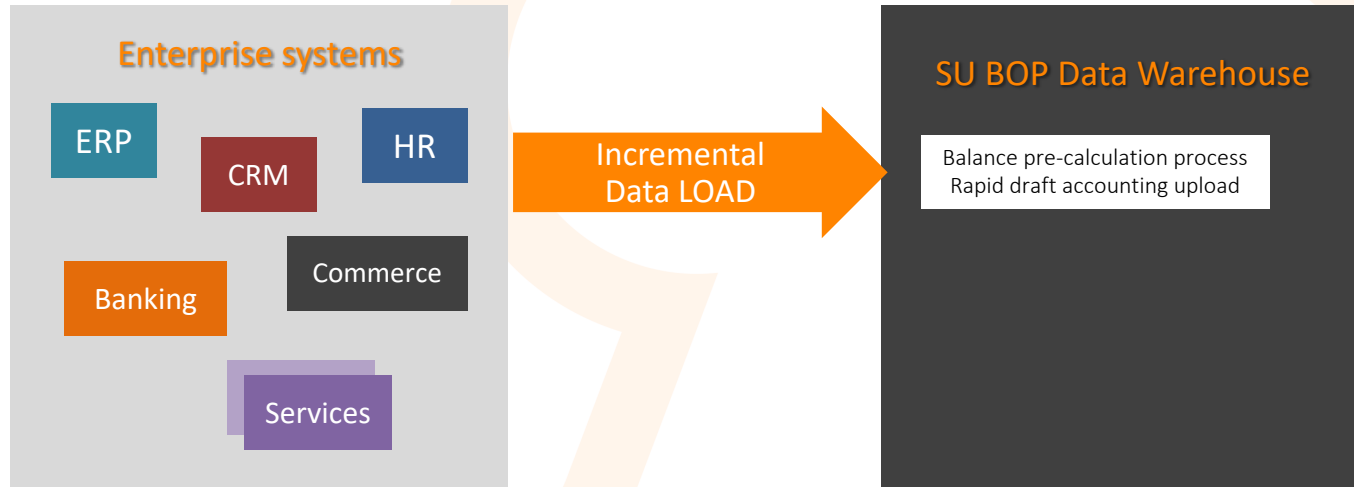 Enterprise systems
ERP
CRM
HR
Banking
Commerce
Services
Incremental
Data LOAD
SU BOP Data Warehouse
Balance pre-calculation process
Rapid draft accounting upload